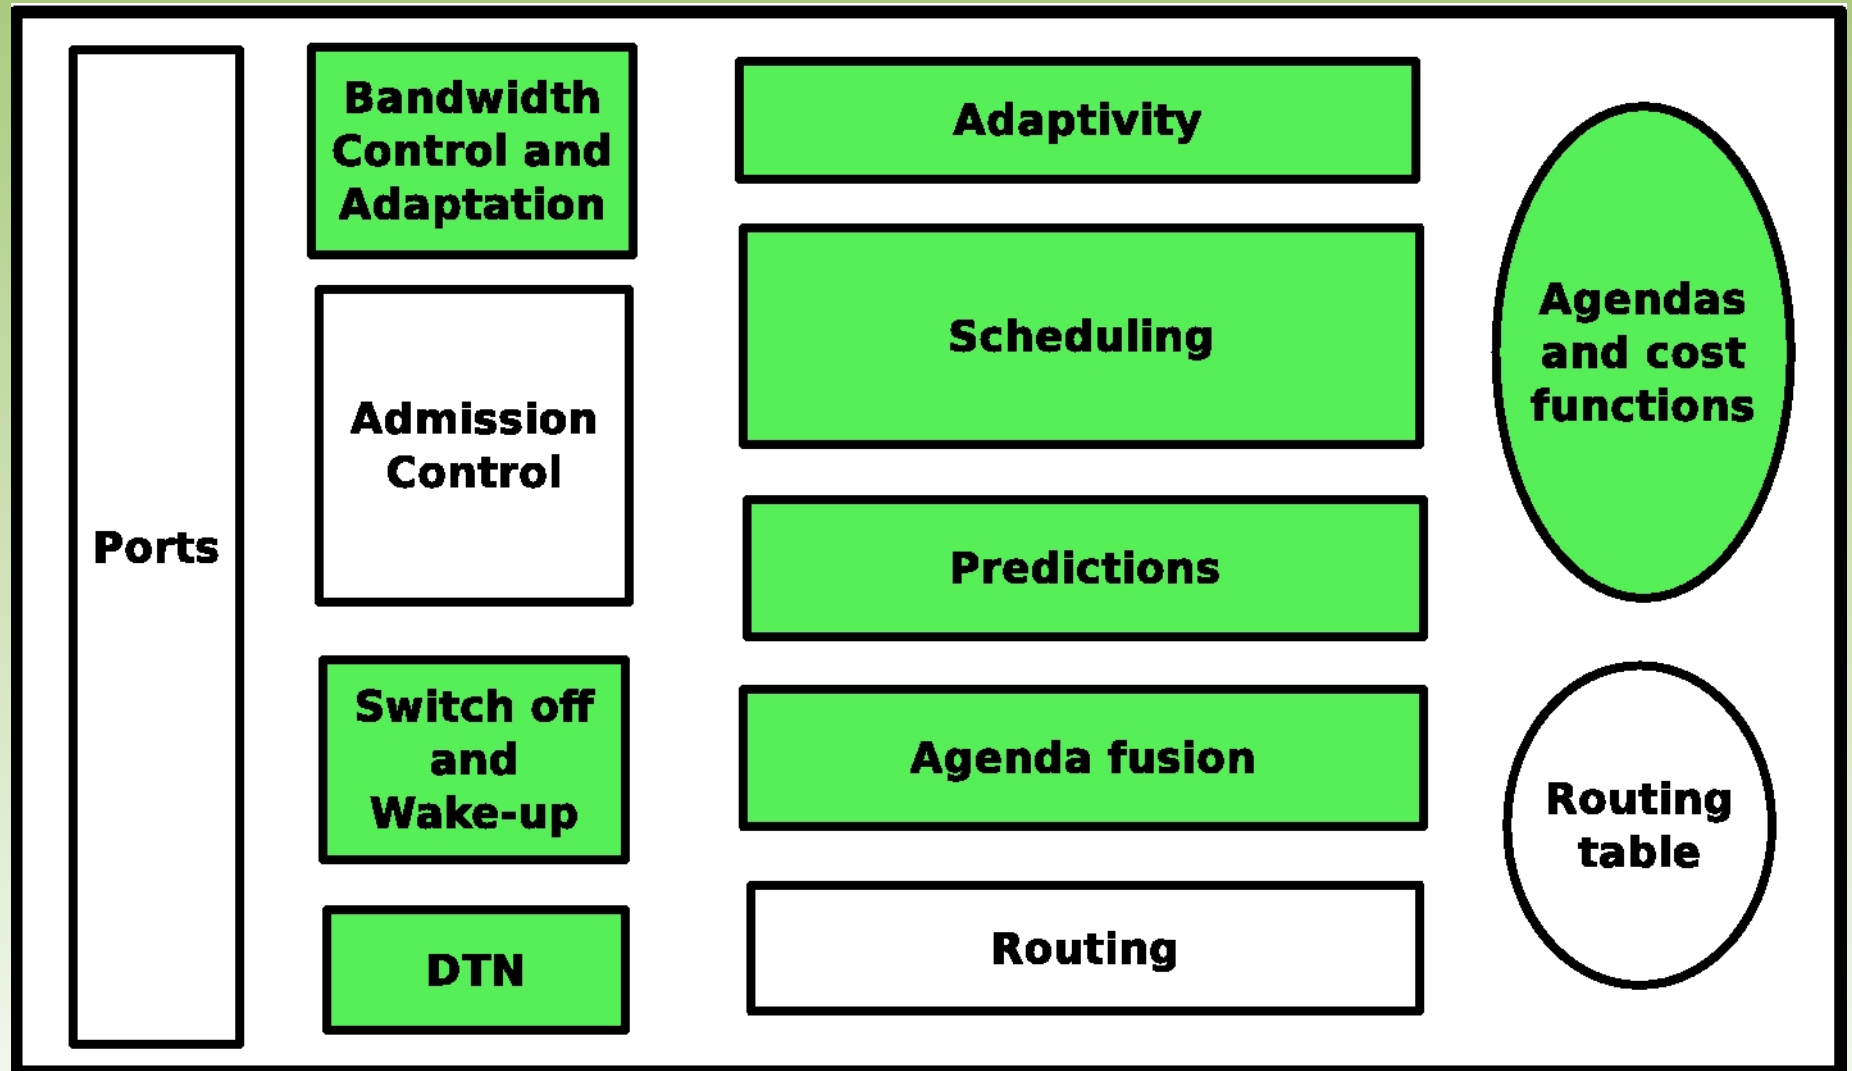 Ports
Bandwidth
Control and
Adaptation
Admission
Control
Switch off
and
Wake-up
DTN
Adaptivity
Scheduling
Predictions
Agenda fusion
Routing
Agendas
and cost
functions
Routing
table